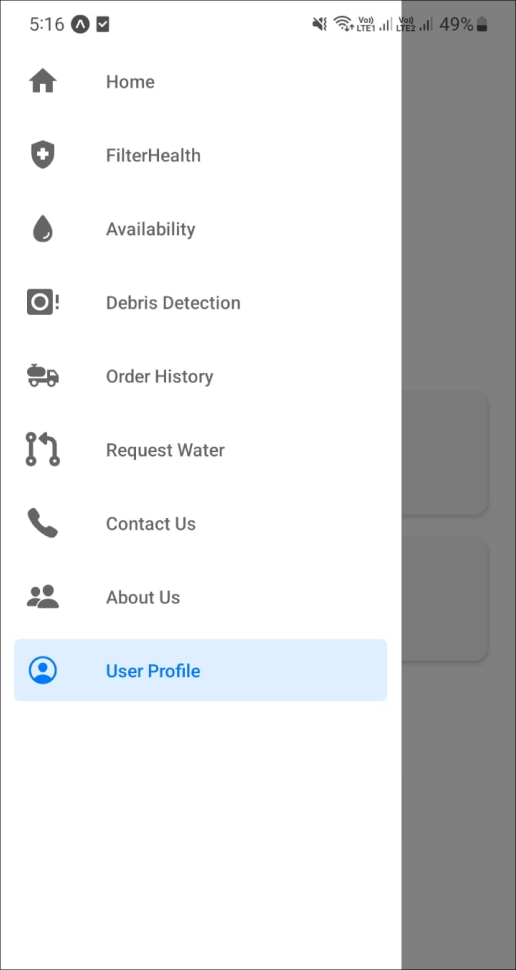 5:16
Vo))
LTE1
Vo))
LTE2
49%
Home
FilterHealth
Availability
Debris Detection
Order History
Request Water
Contact Us
About Us
User Profile